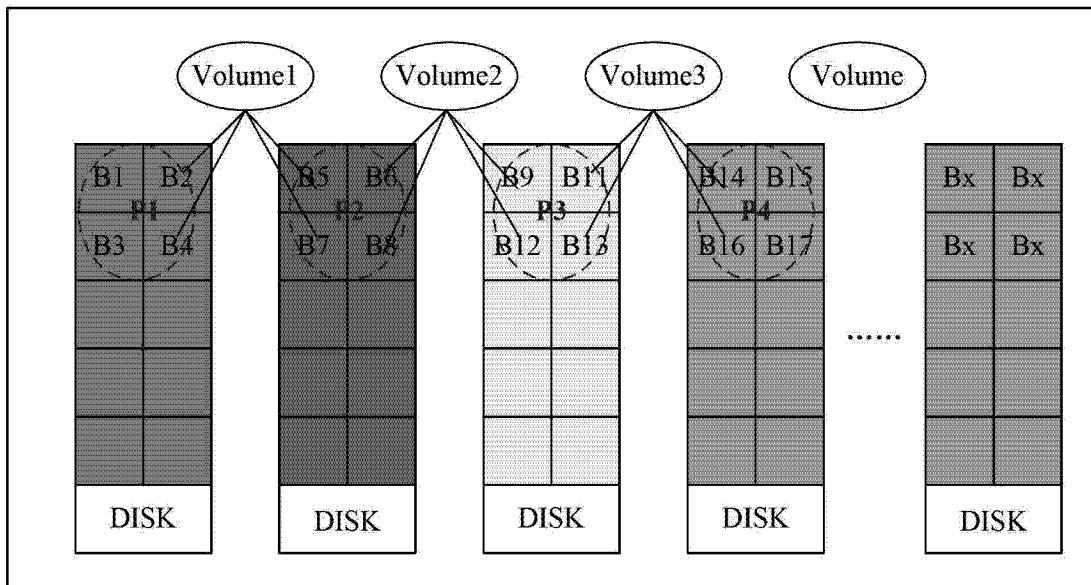 Volume1 Volume2 Volume3 Volume
B1 B2 B5 B6 B9 B11 B14 B15 Bx Bx
P1 P2 P3 P4
B3 B4 B7 B8 B12 B13 B16 B17 Bx Bx
......
DISK DISK DISK DISK DISK